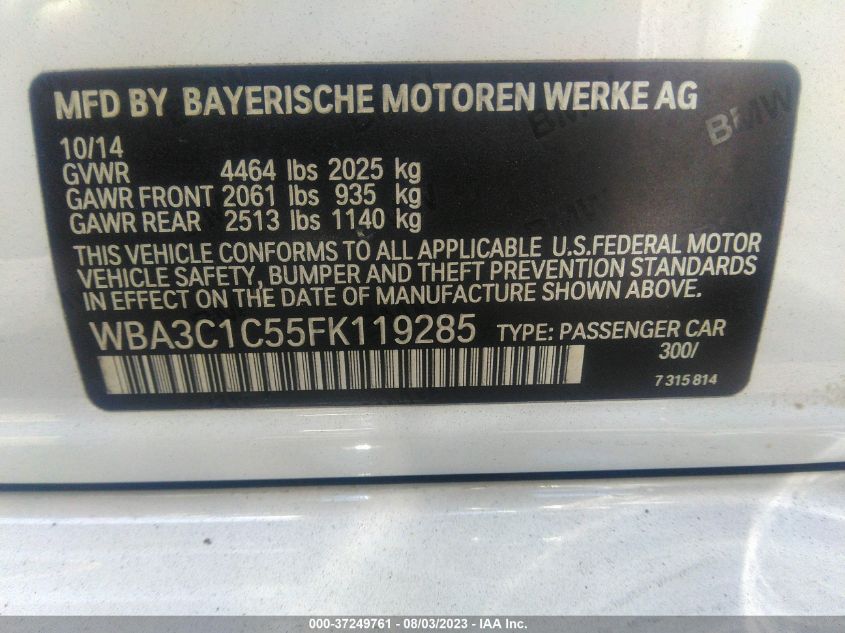 MFD BY BAYERISCHE MOTOREN WERKE AG
BMW
10/14
GVWR 4464 lbs 2025 kg
GAWR FRONT 2061 lbs 935 kg
GAWR REAR 2513 lbs 1140 kg
THIS VEHICLE CONFORMS TO ALL APPLICABLE U.S.FEDERAL MOTOR
VEHICLE SAFETY, BUMPER AND THEFT PREVENTION STANDARDS
IN EFFECT ON THE DATE OF MANUFACTURE SHOWN ABOVE.
WBA3C1C55FK119285 TYPE: PASSENGER CAR
300/
7 315 814
000-37249761 - 08/03/2023 - IAA Inc.